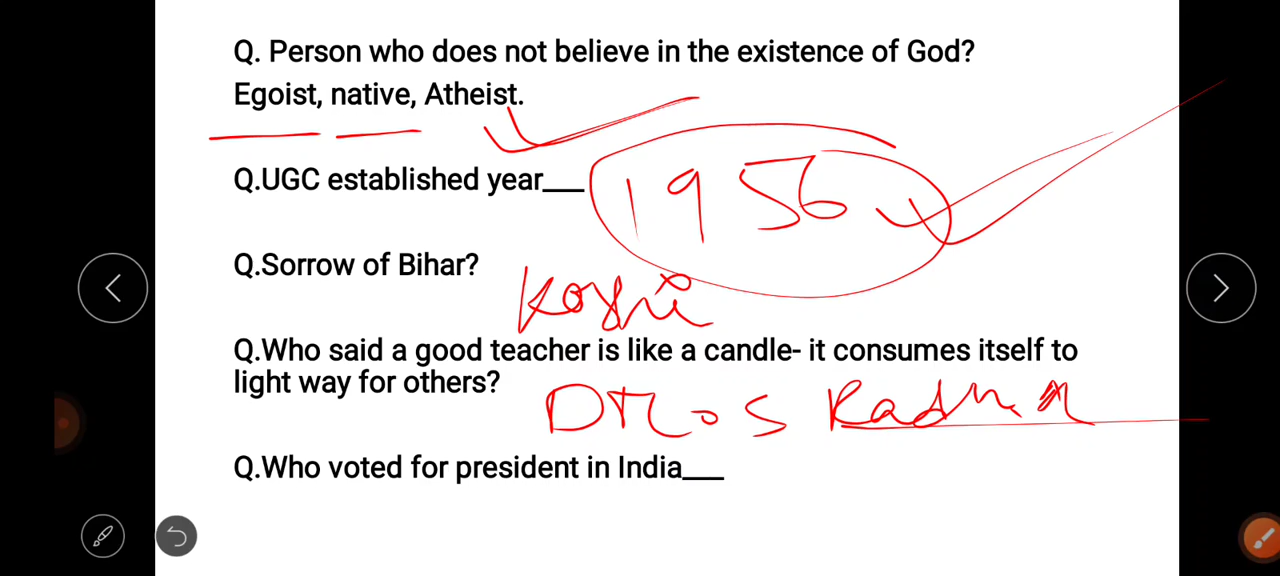 Q. Person who does not believe in the existence of God?
Egoist, native, Atheist.
Q.UGC established year___ 1956
Q.Sorrow of Bihar?
Koshi
Q.Who said a good teacher is like a candle- it consumes itself to
light way for others?
DR. S Radha
Q.Who voted for president in India___